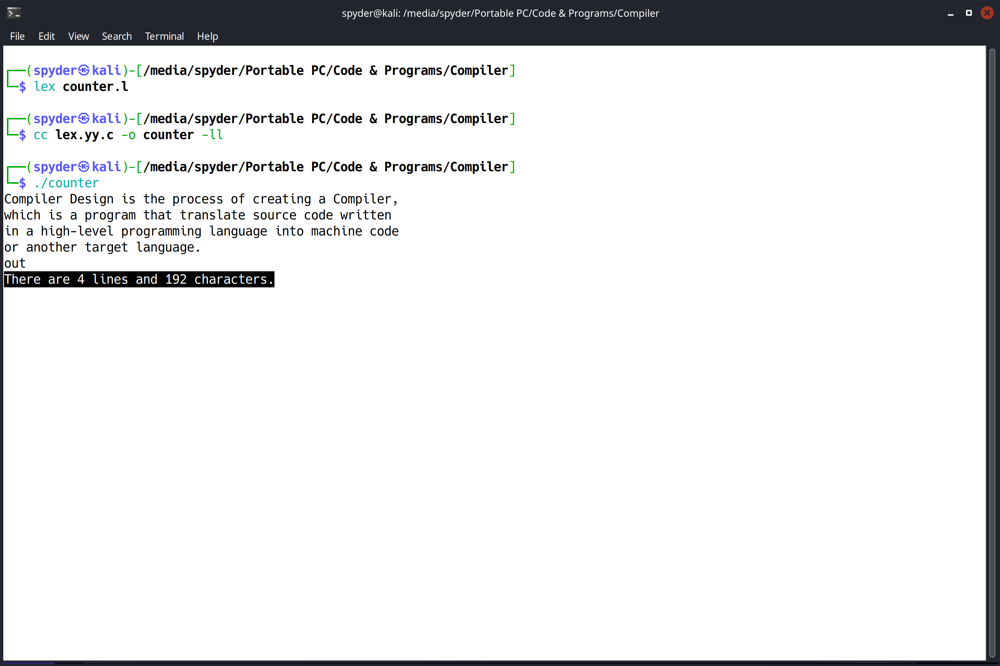 spyder@kali: /media/spyder/Portable PC/Code & Programs/Compiler
File Edit View Search Terminal Help
┌──(spyder㉿kali)-[/media/spyder/Portable PC/Code & Programs/Compiler]
└─$ lex counter.l
┌──(spyder㉿kali)-[/media/spyder/Portable PC/Code & Programs/Compiler]
└─$ cc lex.yy.c -o counter -ll
┌──(spyder㉿kali)-[/media/spyder/Portable PC/Code & Programs/Compiler]
└─$ ./counter
Compiler Design is the process of creating a Compiler,
which is a program that translate source code written
in a high-level programming language into machine code
or another target language.
out
There are 4 lines and 192 characters.